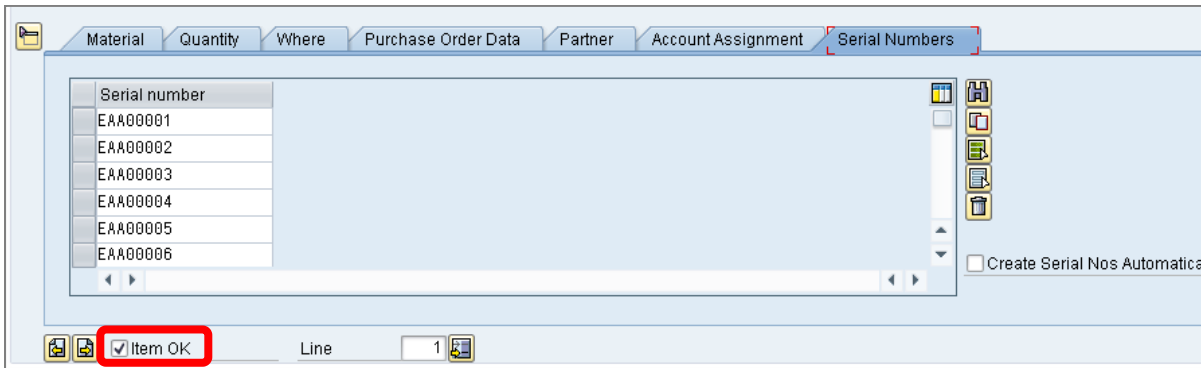 Material Quantity Where Purchase Order Data Partner Account Assignment Serial Numbers
Serial number
EAA00001
EAA00002
EAA00003
EAA00004
EAA00005
EAA00006
Create Serial Nos Automatica
Item OK Line 1